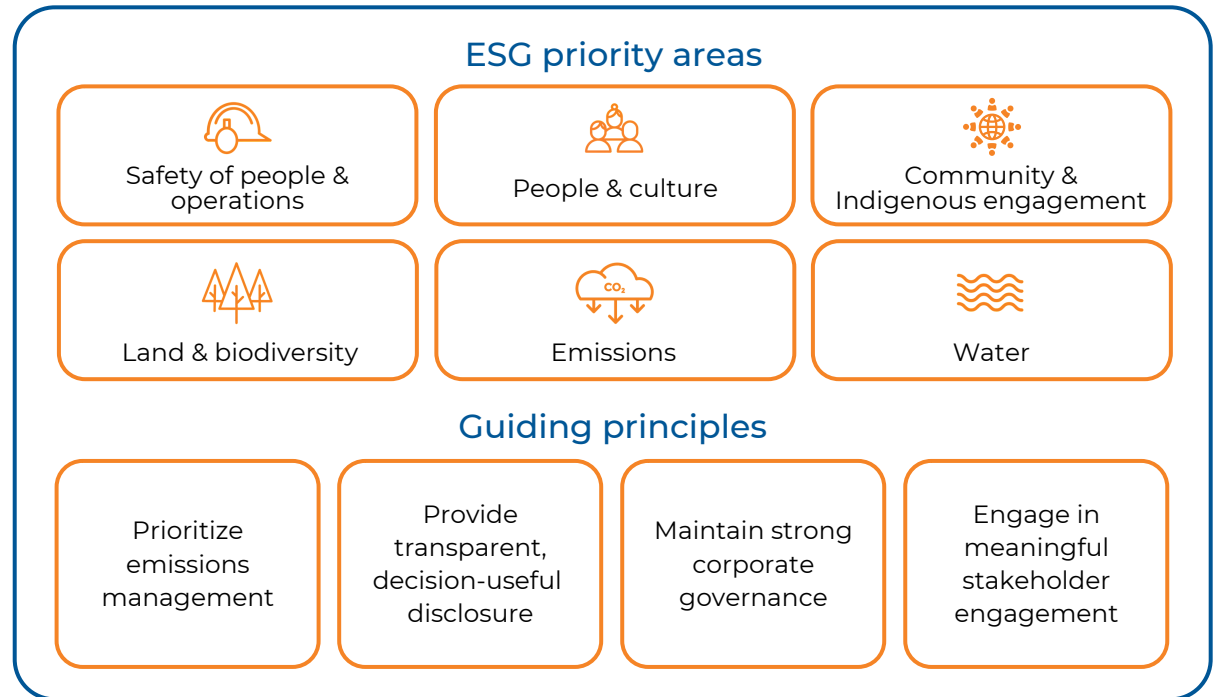 ESG priority areas
Safety of people &
operations
People & culture
Community &
Indigenous engagement
Land & biodiversity
CO₂
Emissions
Water
Guiding principles
Prioritize
emissions
management
Provide
transparent,
decision-useful
disclosure
Maintain strong
corporate
governance
Engage in
meaningful
stakeholder
engagement